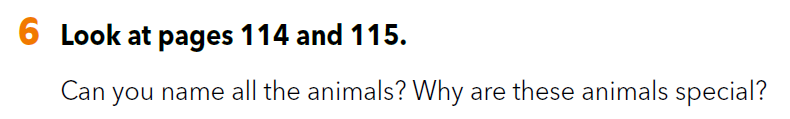 6 Look at pages 114 and 115.
Can you name all the animals? Why are these animals special?